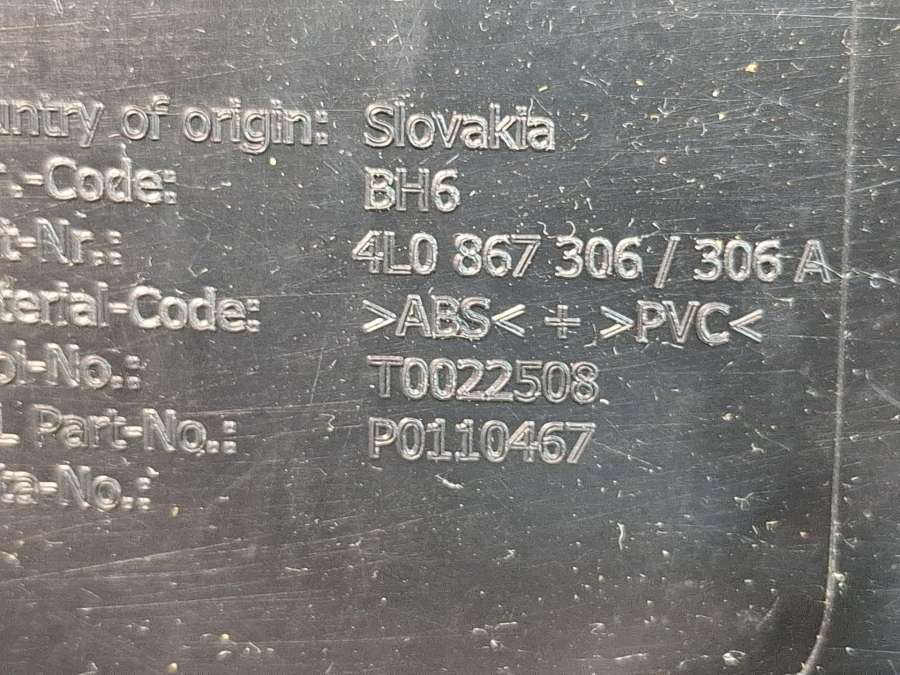 untry of origin: Slovakia
.-Code: BH6
t-Nr.: 4L0 867 306 / 306 A
terial-Code: >ABS< + >PVC<
ol-No.: T0022508
L Part-No.: P0110467
ta-No.: